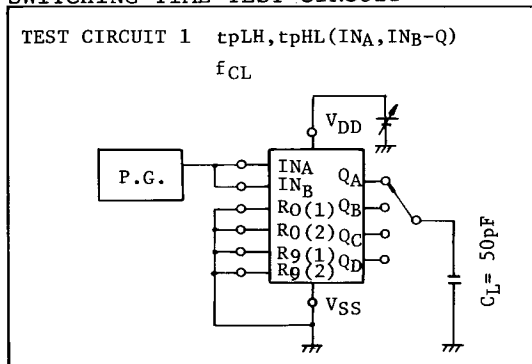 SWITCHING TIME TEST CIRCUIT
TEST CIRCUIT 1 tpLH,tpHL(INA,INB-Q)
fCL
VDD
P.G.
INA QA
INB QB
R0(1)
R0(2) QC
R9(1)
R9(2) QD
VSS
CL= 50pF